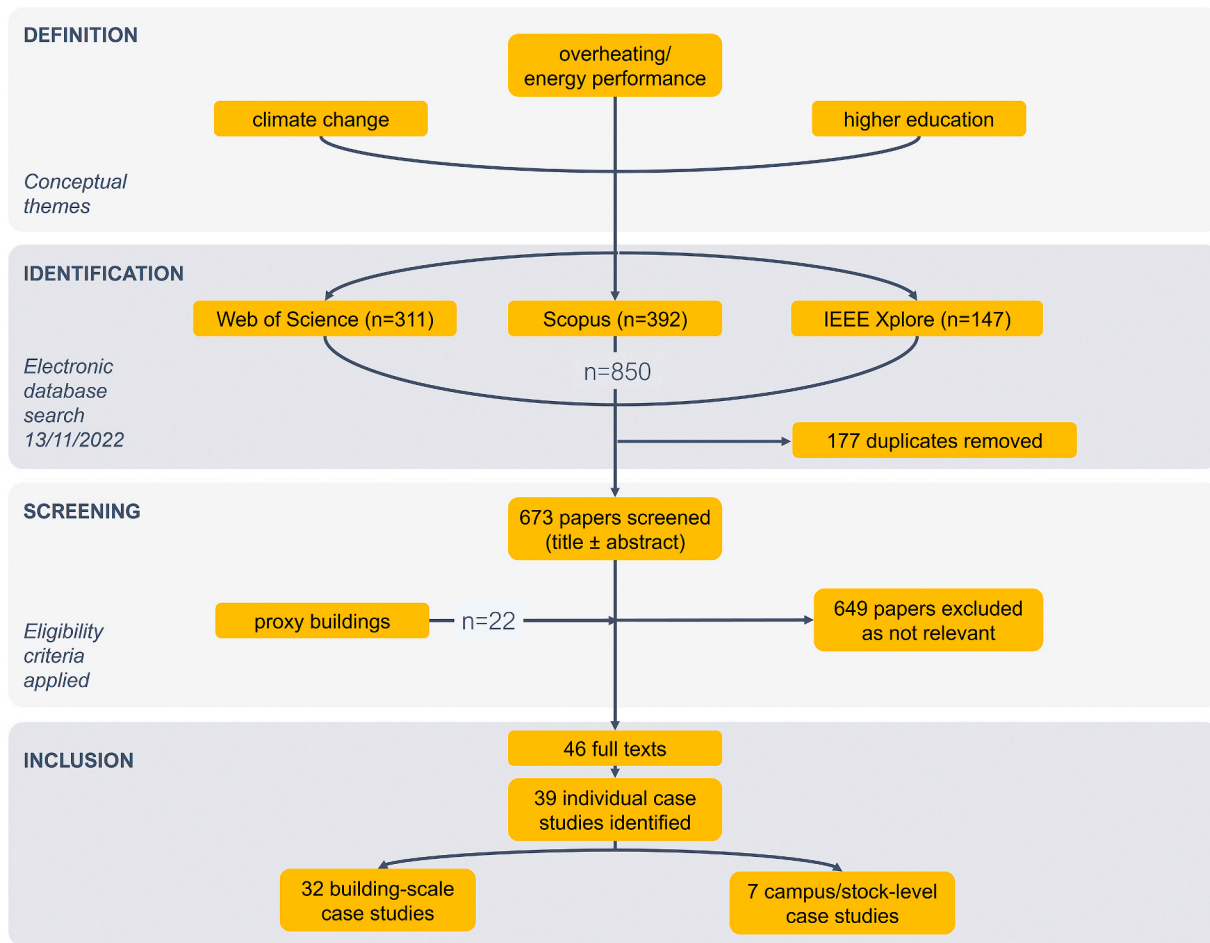 DEFINITION
overheating/
energy performance
climate change
higher education
Conceptual
themes
IDENTIFICATION
Web of Science (n=311)
Scopus (n=392)
IEEE Xplore (n=147)
n=850
Electronic
database
search
13/11/2022
177 duplicates removed
SCREENING
673 papers screened
(title ± abstract)
proxy buildings
n=22
649 papers excluded
as not relevant
Eligibility
criteria
applied
INCLUSION
46 full texts
39 individual case
studies identified
32 building-scale
case studies
7 campus/stock-level
case studies